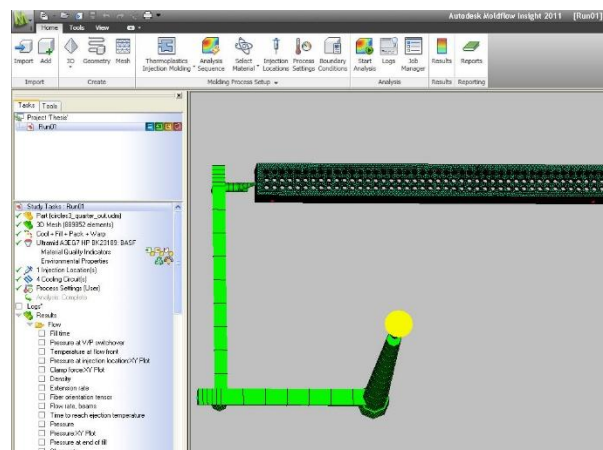 Autodesk Moldflow Insight 2011 [Run01]
Home Tools View
Import Add 3D Geometry Mesh Thermoplastics Injection Molding Analysis Sequence Select Material Injection Locations Process Settings Boundary Conditions Start Analysis Logs Job Manager Results Reports
Import Create Molding Process Setup Analysis Results Reporting
Tasks Tools
Project 'Thesis'
Run01
Study Tasks : Run01
Part (circles3_quarter_out.udm)
3D Mesh (889852 elements)
Cool + Fill + Pack + Warp
Ultramid A3EG7 HP BK23189: BASF
Material Quality Indicators
Environmental Properties
1 Injection Location(s)
4 Cooling Circuit(s)
Process Settings (User)
Analysis Complete
Logs*
Results
Flow
Fill time
Pressure at V/P switchover
Temperature at flow front
Pressure at injection location:XY Plot
Clamp force:XY Plot
Density
Extension rate
Fiber orientation tensor
Flow rate, beams
Time to reach ejection temperature
Pressure
Pressure:XY Plot
Pressure at end of fill